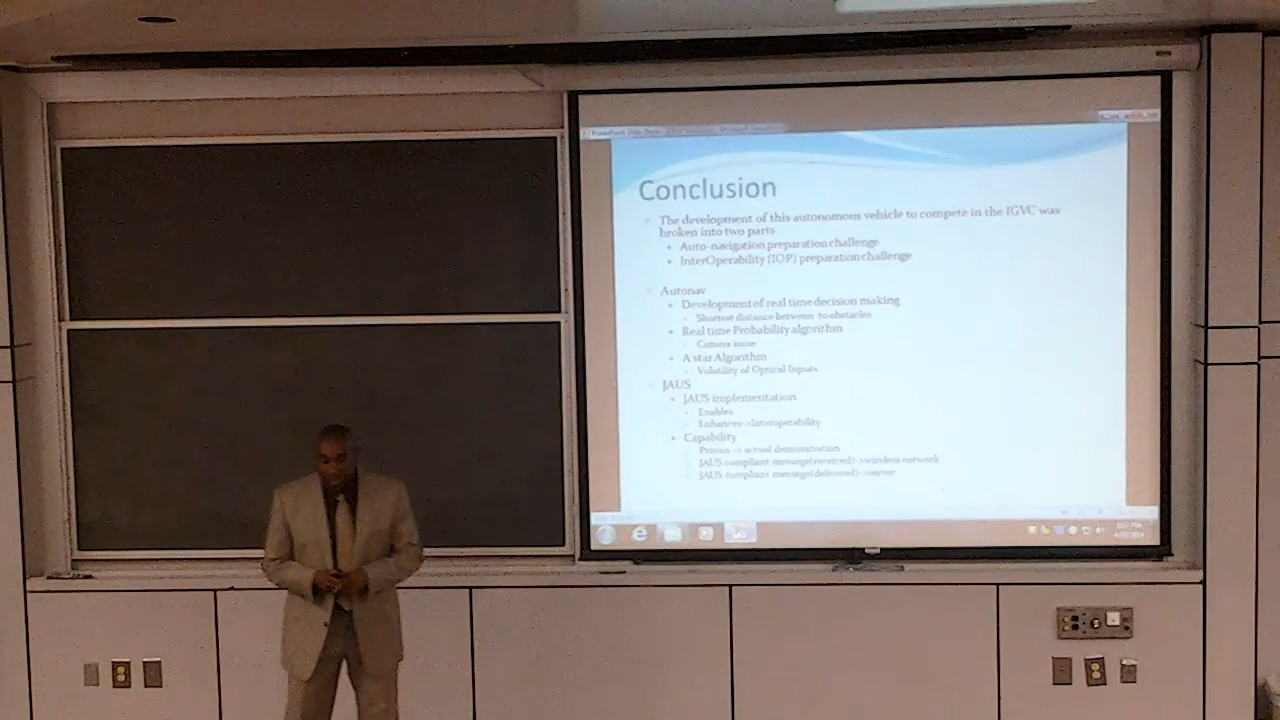 PowerPoint Slide Show
Conclusion
The development of this autonomous vehicle to compete in the IGVC was
broken into two parts
Auto-navigation preparation challenge
InterOperability (IOP) preparation challenge
Autonav
Development of real time decision making
Shortest distance between to obstacles
Real time Probability algorithm
Camera issue
A star Algorithm
Volatility of Optical Inputs
JAUS
JAUS implementation
Enables
Enhances->Interoperability
Capability
Proven -> actual demonstration
JAUS compliant message(received)->wireless network
JAUS compliant message(delivered)->server